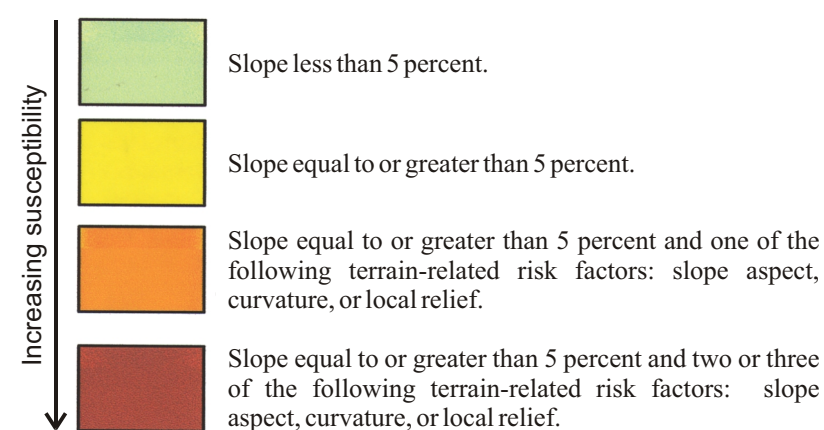 Increasing susceptibility
Slope less than 5 percent.
Slope equal to or greater than 5 percent.
Slope equal to or greater than 5 percent and one of the
following terrain-related risk factors: slope aspect,
curvature, or local relief.
Slope equal to or greater than 5 percent and two or three
of the following terrain-related risk factors: slope
aspect, curvature, or local relief.